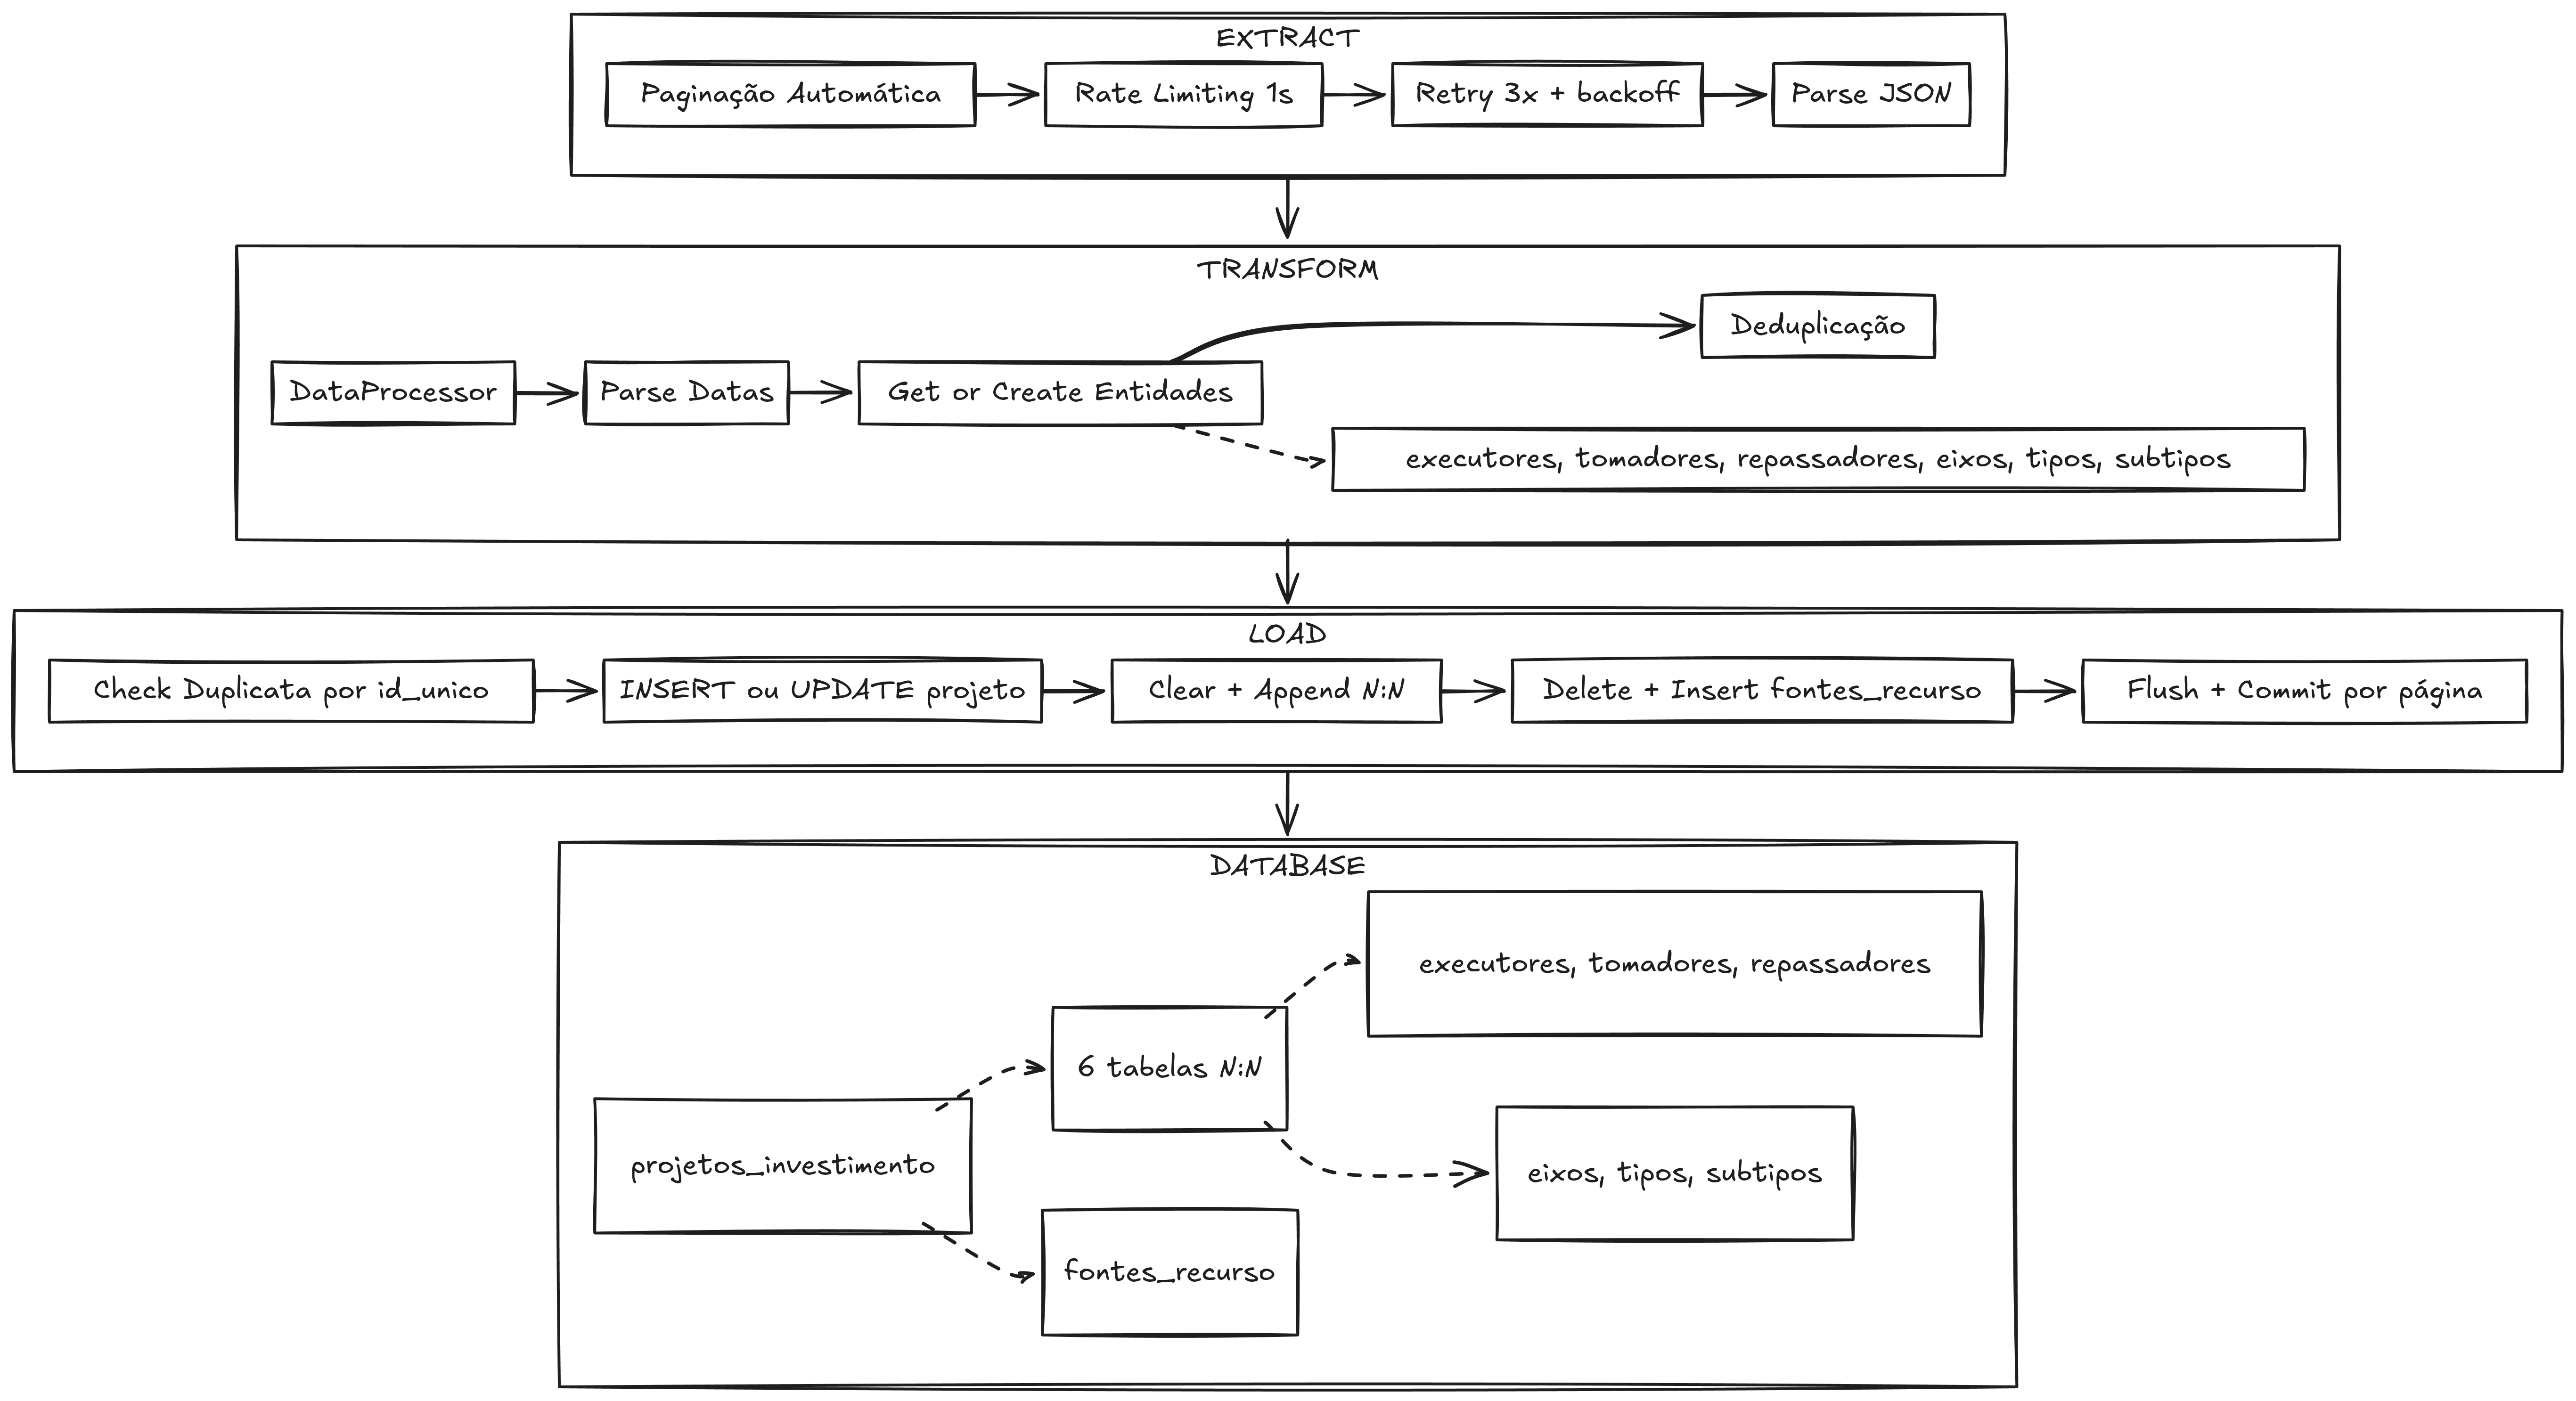 EXTRACT
Paginação Automática
Rate Limiting 1s
Retry 3x + backoff
Parse JSON
TRANSFORM
Deduplicação
DataProcessor
Parse Datas
Get or Create Entidades
executores, tomadores, repassadores, eixos, tipos, subtipos
LOAD
Check Duplicata por id_unico
INSERT ou UPDATE projeto
Clear + Append N:N
Delete + Insert fontes_recurso
Flush + Commit por página
DATABASE
executores, tomadores, repassadores
6 tabelas N:N
projetos_investimento
eixos, tipos, subtipos
fontes_recurso